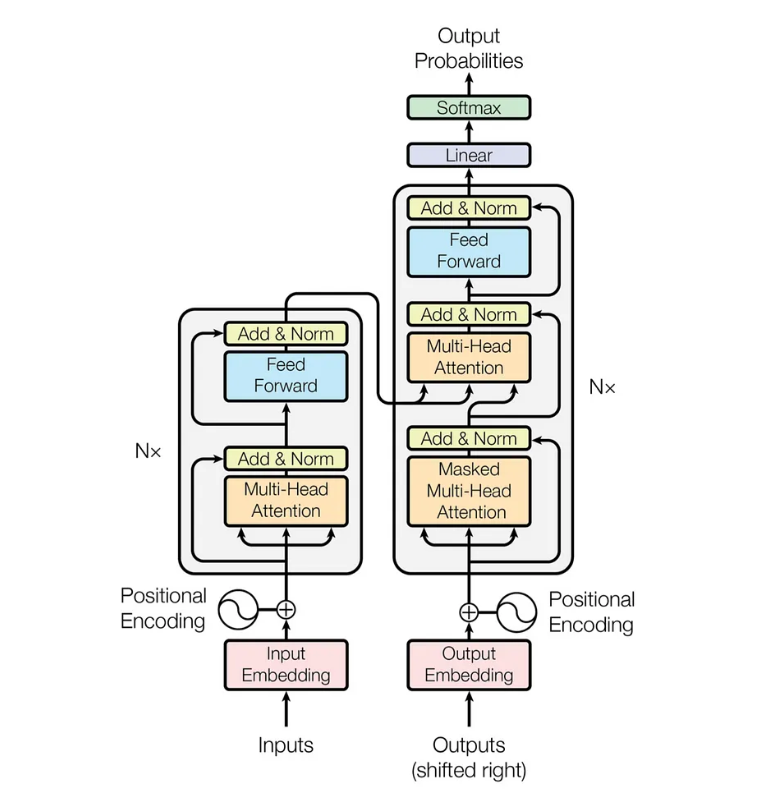 Output
Probabilities
Softmax
Linear
Add & Norm
Feed
Forward
Add & Norm
Multi-Head
Attention
Nx
Add & Norm
Masked
Multi-Head
Attention
Add & Norm
Feed
Forward
Nx
Add & Norm
Multi-Head
Attention
Positional
Encoding
Positional
Encoding
Input
Embedding
Output
Embedding
Inputs
Outputs
(shifted right)